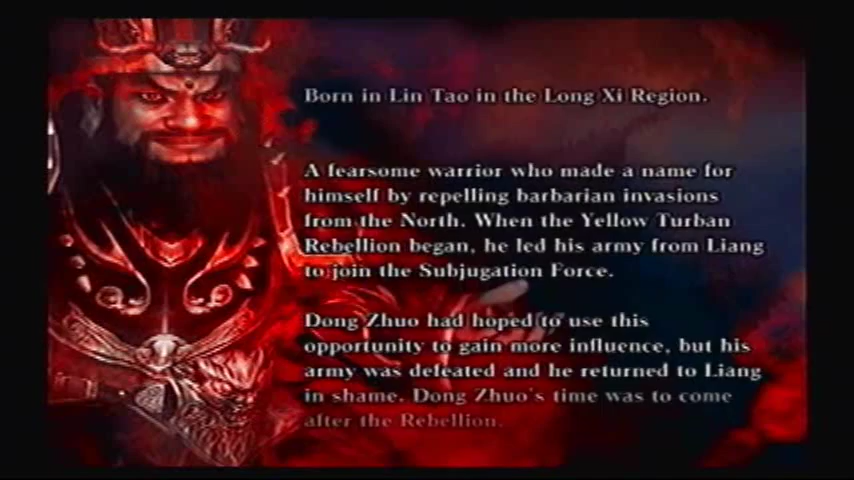 Born in Lin Tao in the Long Xi Region.
A fearsome warrior who made a name for
himself by repelling barbarian invasions
from the North. When the Yellow Turban
Rebellion began, he led his army from Liang
to join the Subjugation Force.
Dong Zhuo had hoped to use this
opportunity to gain more influence, but his
army was defeated and he returned to Liang
in shame. Dong Zhuo's time was to come
after the Rebellion.